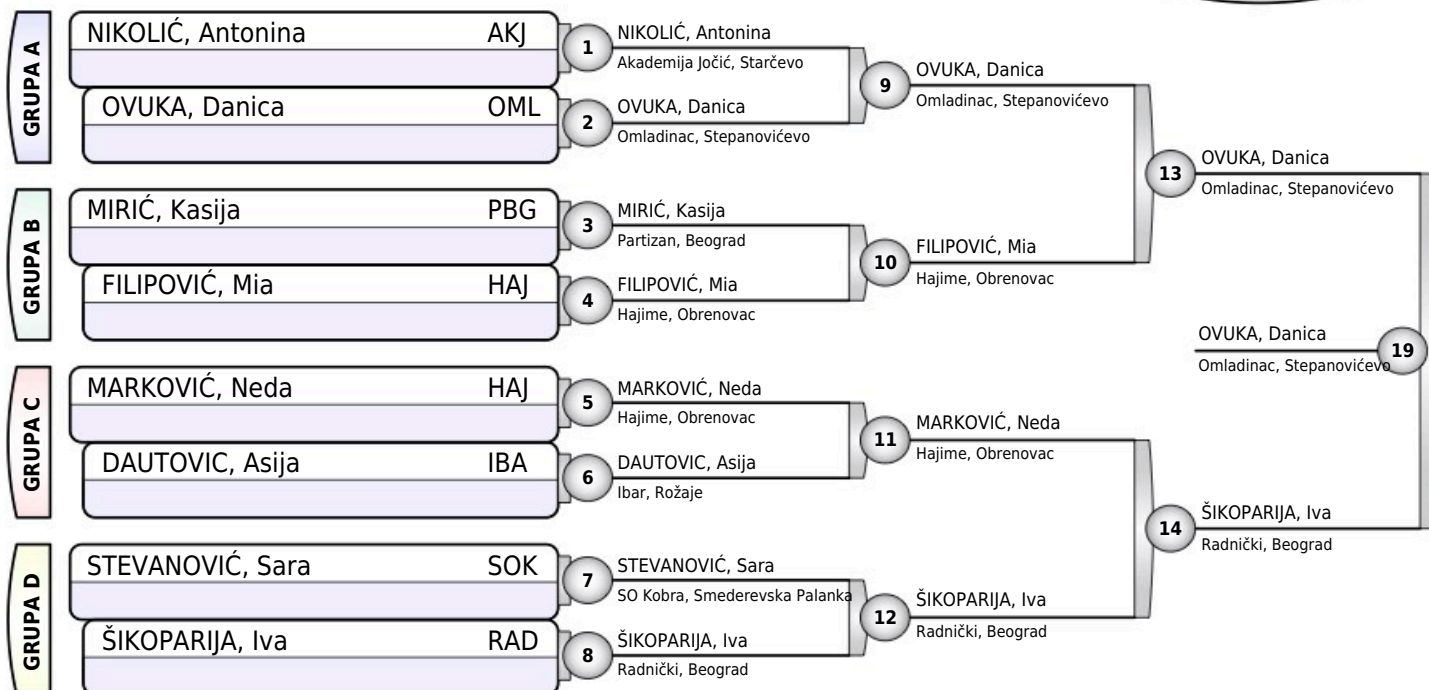 GRUPA A
NIKOLIĆ, Antonina AKJ
OVUKA, Danica OML
1
NIKOLIĆ, Antonina
Akademija Jočić, Starčevo
2
OVUKA, Danica
Omladinac, Stepanovićevo
9
OVUKA, Danica
Omladinac, Stepanovićevo
GRUPA B
MIRIĆ, Kasija PBG
FILIPOVIĆ, Mia HAJ
3
MIRIĆ, Kasija
Partizan, Beograd
4
FILIPOVIĆ, Mia
Hajime, Obrenovac
10
FILIPOVIĆ, Mia
Hajime, Obrenovac
13
OVUKA, Danica
Omladinac, Stepanovićevo
GRUPA C
MARKOVIĆ, Neda HAJ
DAUTOVIC, Asija IBA
5
MARKOVIĆ, Neda
Hajime, Obrenovac
6
DAUTOVIC, Asija
Ibar, Rožaje
11
MARKOVIĆ, Neda
Hajime, Obrenovac
GRUPA D
STEVANOVIĆ, Sara SOK
ŠIKOPARIJA, Iva RAD
7
STEVANOVIĆ, Sara
SO Kobra, Smederevska Palanka
8
ŠIKOPARIJA, Iva
Radnički, Beograd
12
ŠIKOPARIJA, Iva
Radnički, Beograd
14
ŠIKOPARIJA, Iva
Radnički, Beograd
OVUKA, Danica
Omladinac, Stepanovićevo
19